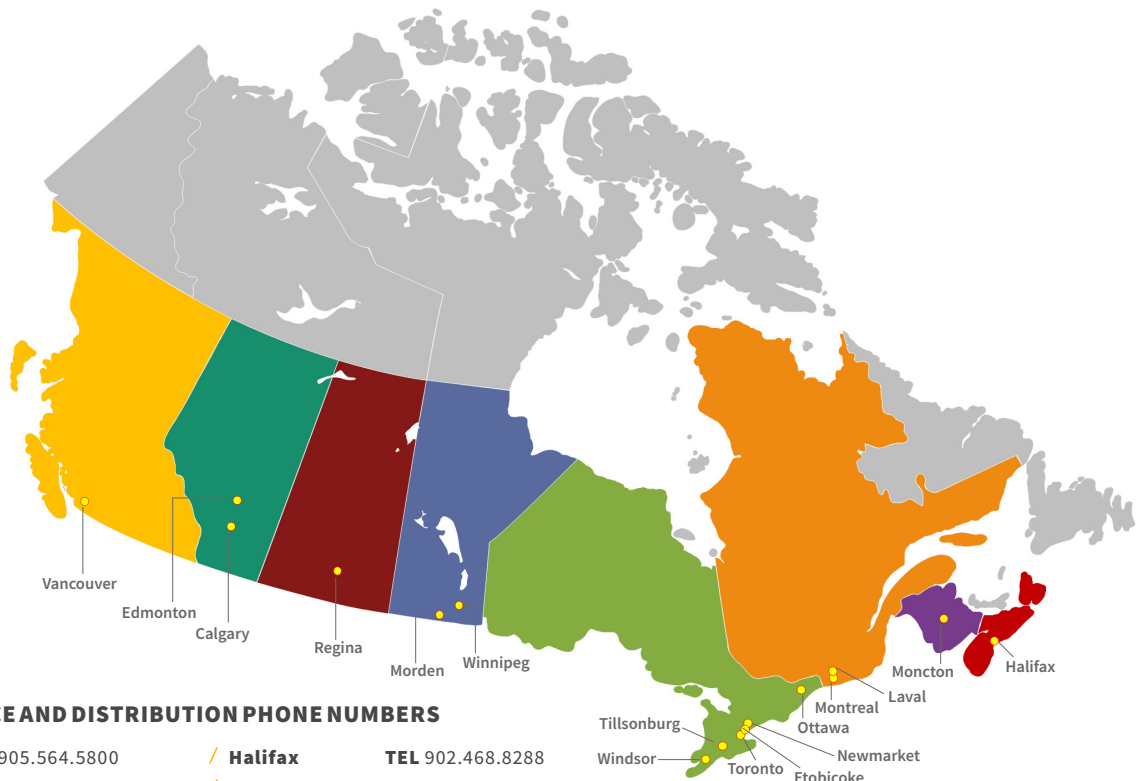 Vancouver
Edmonton
Calgary
Regina
Morden
Winnipeg
Moncton
Halifax
Laval
Montreal
Ottawa
Tillsonburg
Newmarket
Windsor
Toronto
Etobicoke
AND DISTRIBUTION PHONE NUMBERS
905.564.5800 / Halifax TEL 902.468.8288